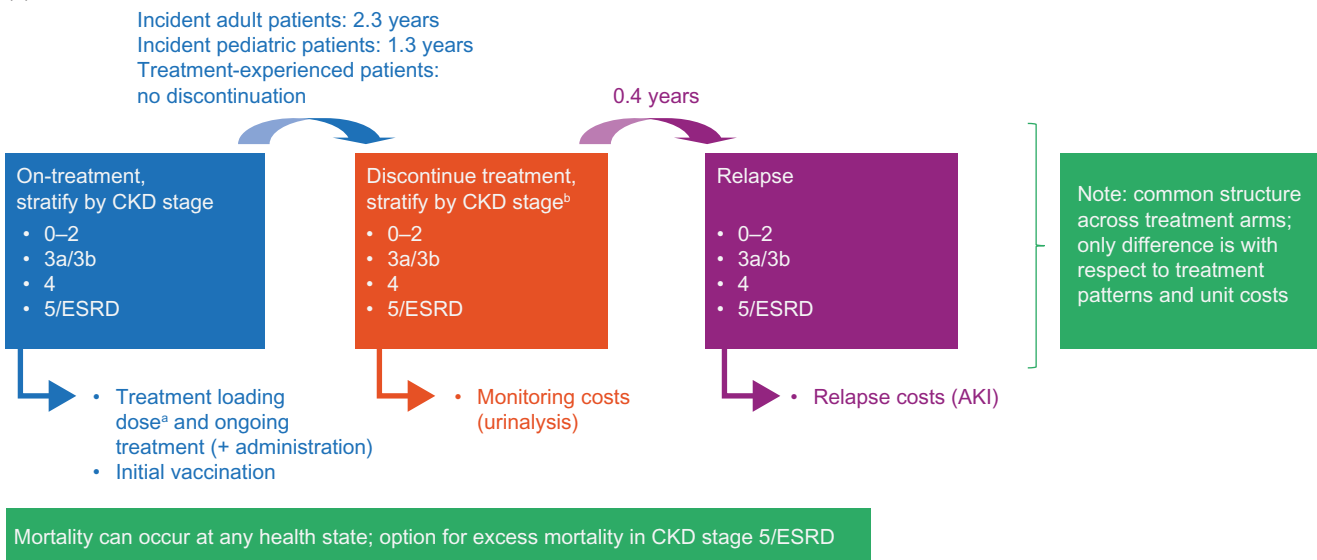 Incident adult patients: 2.3 years
Incident pediatric patients: 1.3 years
Treatment-experienced patients:
no discontinuation
0.4 years
On-treatment,
stratify by CKD stage
• 0–2
• 3a/3b
• 4
• 5/ESRD
Discontinue treatment,
stratify by CKD stageᵇ
• 0–2
• 3a/3b
• 4
• 5/ESRD
Relapse
• 0–2
• 3a/3b
• 4
• 5/ESRD
Note: common structure
across treatment arms;
only difference is with
respect to treatment
patterns and unit costs
• Treatment loading
doseᵃ and ongoing
treatment (+ administration)
• Initial vaccination
• Monitoring costs
(urinalysis)
• Relapse costs (AKI)
Mortality can occur at any health state; option for excess mortality in CKD stage 5/ESRD